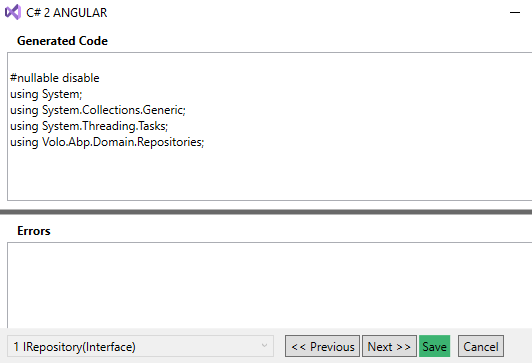 C# 2 ANGULAR
Generated Code
#nullable disable
using System;
using System.Collections.Generic;
using System.Threading.Tasks;
using Volo.Abp.Domain.Repositories;
Errors
1 IRepository(Interface)
<< Previous
Next >>
Save
Cancel